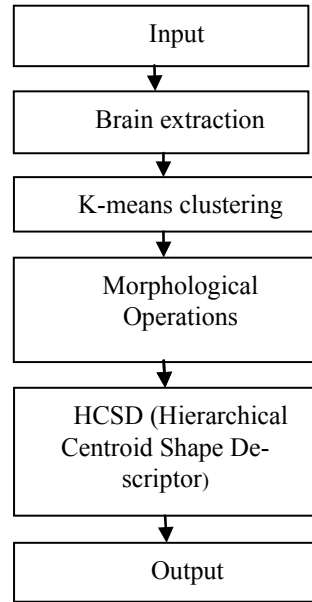 Input
Brain extraction
K-means clustering
Morphological
Operations
HCSD (Hierarchical
Centroid Shape De-
scriptor)
Output